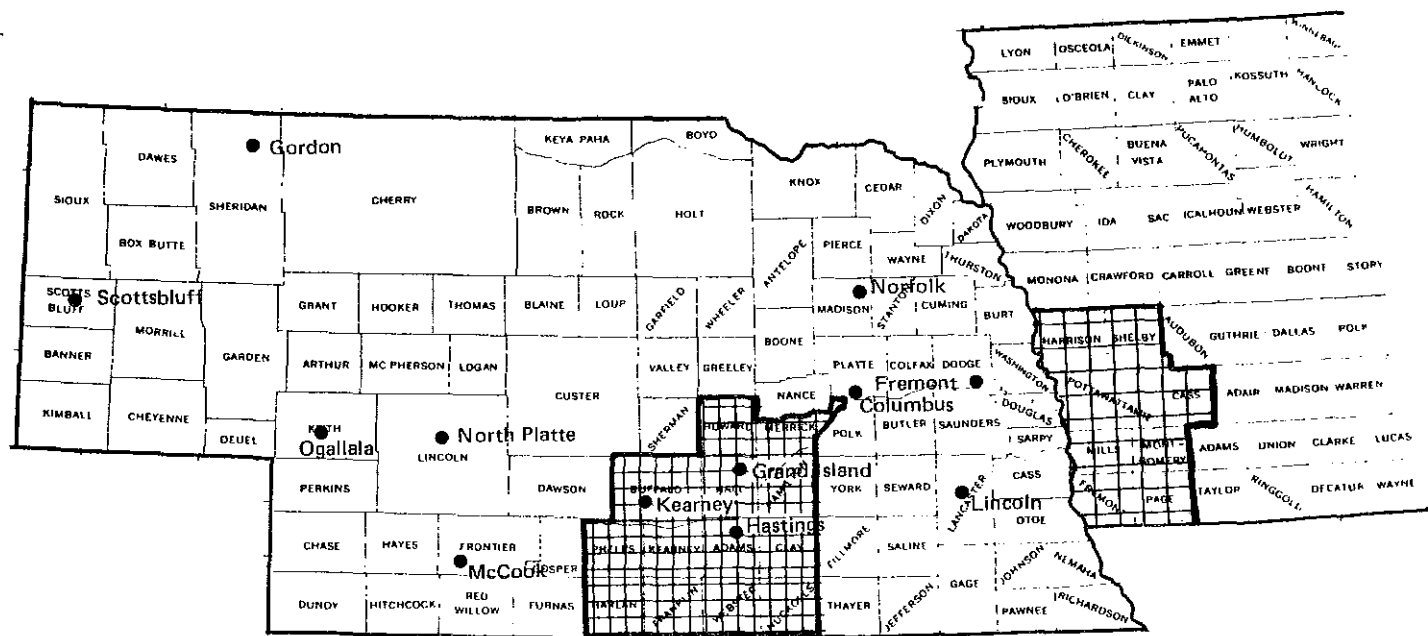 LYON OSCEOLA DICKINSON EMMET
SIOUX O'BRIEN CLAY PALO ALTO KOSSUTH HANCOCK
PLYMOUTH CHEROKEE BUENA VISTA POCAHONTAS HUMBOLDT WRIGHT
WOODBURY IDA SAC CALHOUN WEBSTER HAMILTON
MONONA CRAWFORD CARROLL GREENE BOONE STORY
HARRISON SHELBY AUDUBON GUTHRIE DALLAS POLK
POTTAWATTAMIE CASS ADAIR MADISON WARREN
MILLS MONT-
GOMERY ADAMS UNION CLARKE LUCAS
FREMONT PAGE TAYLOR RINGGOLD DECATUR WAYNE
SIOUX DAWES Gordon
SHERIDAN CHERRY KEYA PAHA BOYD
BOX BUTTE BROWN ROCK HOLT
KNOX CEDAR DIXON DAKOTA
ANTELOPE PIERCE WAYNE THURSTON
SCOTTS
BLUFF Scottsbluff
MORRILL GARDEN GRANT HOOKER THOMAS BLAINE LOUP GARFIELD WHEELER
Norfolk
MADISON STANTON CUMING BURT
BANNER ARTHUR MC PHERSON LOGAN VALLEY GREELEY BOONE
PLATTE COLFAX DODGE WASHINGTON
Fremont
Columbus
KIMBALL CHEYENNE DEUEL KEITH
Ogallala
North Platte
LINCOLN CUSTER SHERMAN HOWARD MERRICK NANCE
POLK BUTLER SAUNDERS DOUGLAS
SARPY
PERKINS DAWSON BUFFALO HALL
Grand Island
YORK SEWARD LANCASTER CASS
Lincoln
OTOE
Kearney
Hastings
CHASE HAYES FRONTIER GOSPER PHELPS KEARNEY ADAMS CLAY FILLMORE SALINE
McCook
GAGE JOHNSON NEMAHA
DUNDY HITCHCOCK RED
WILLOW FURNAS HARLAN FRANKLIN WEBSTER NUCKOLLS THAYER JEFFERSON PAWNEE RICHARDSON